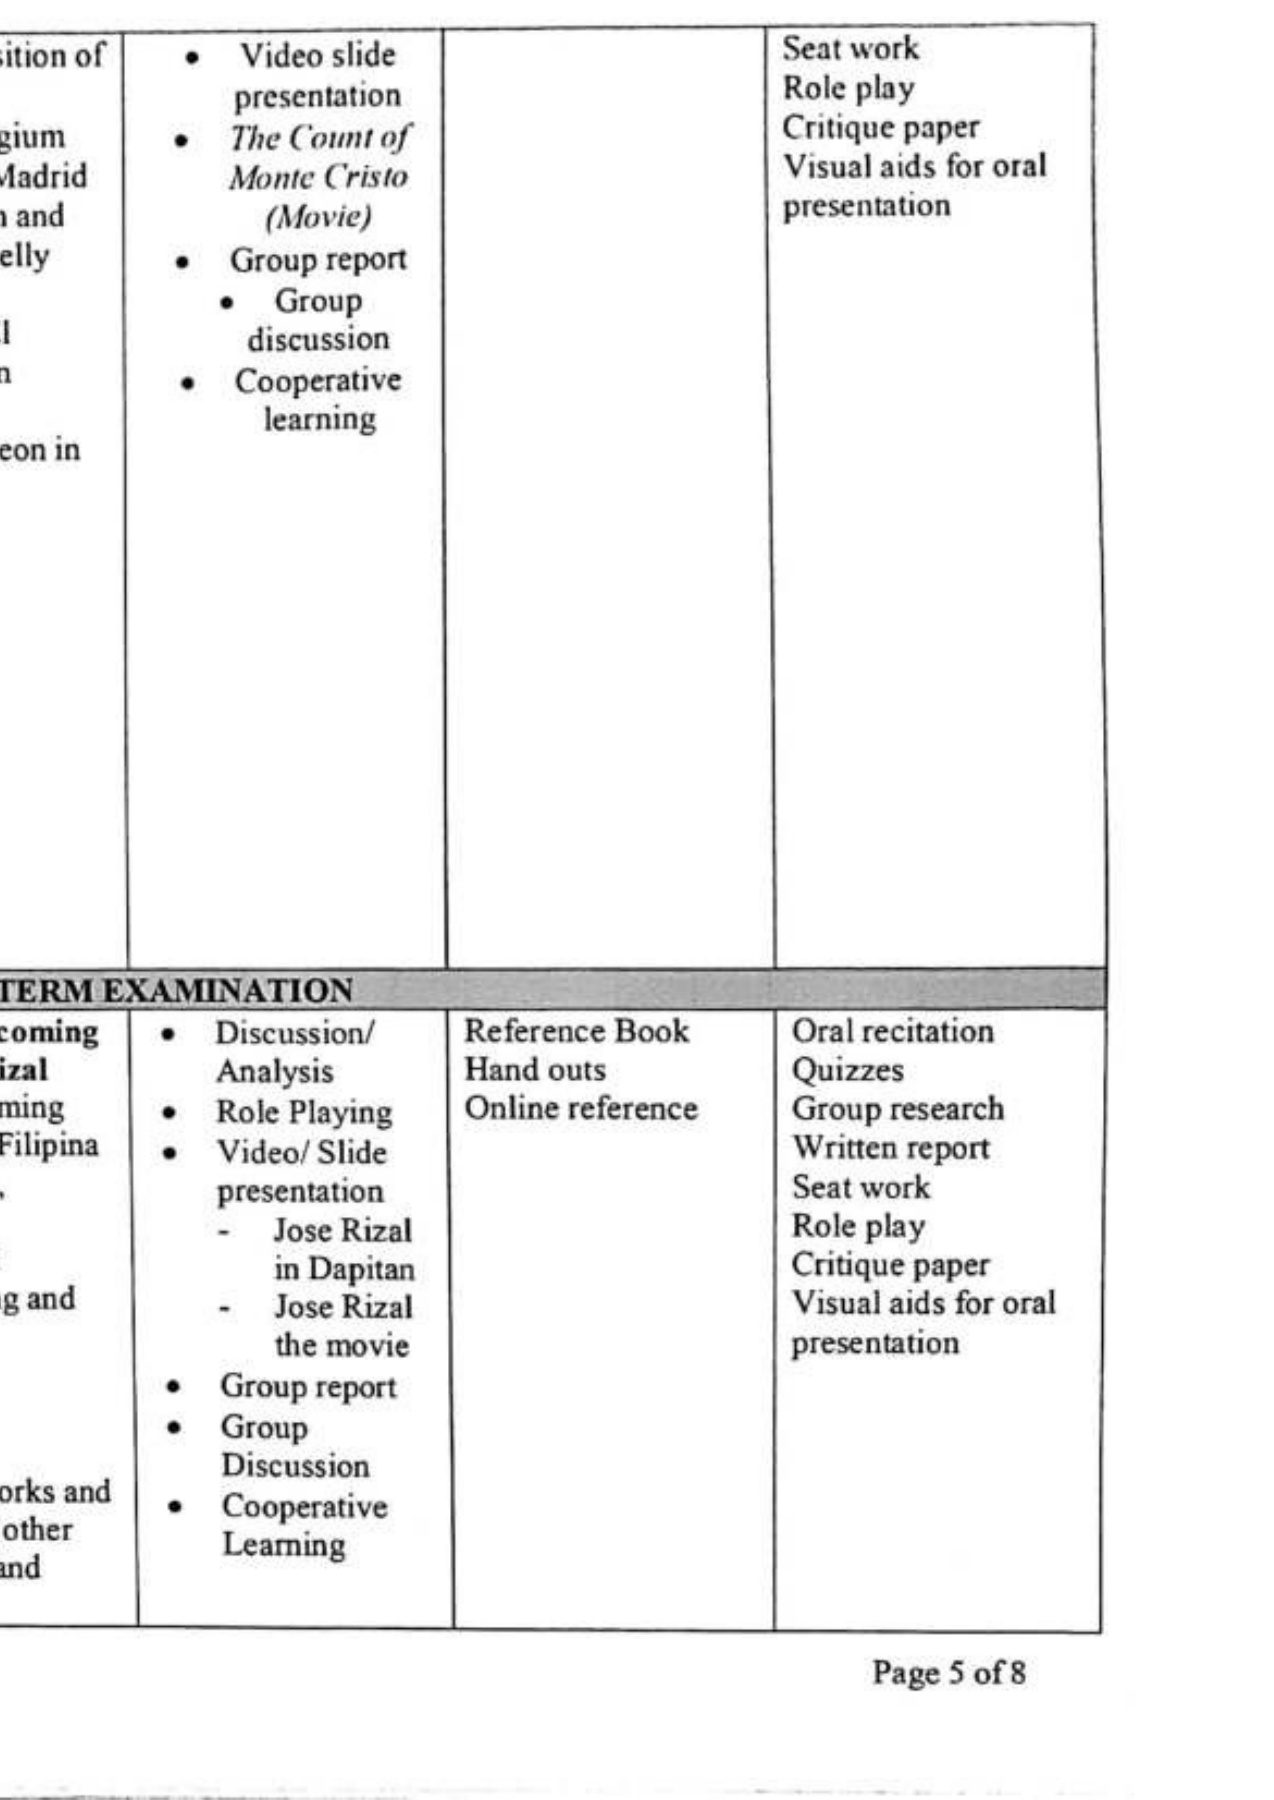 sition of
gium
Madrid
n and
elly
l
n
eon in
• Video slide
presentation
• The Count of
Monte Cristo
(Movie)
• Group report
• Group
discussion
• Cooperative
learning
Seat work
Role play
Critique paper
Visual aids for oral
presentation
TERM EXAMINATION
coming
izal
ming
Filipina
,
g and
orks and
other
and
• Discussion/
Analysis
• Role Playing
• Video/ Slide
presentation
- Jose Rizal
in Dapitan
- Jose Rizal
the movie
• Group report
• Group
Discussion
• Cooperative
Learning
Reference Book
Hand outs
Online reference
Oral recitation
Quizzes
Group research
Written report
Seat work
Role play
Critique paper
Visual aids for oral
presentation
Page 5 of 8